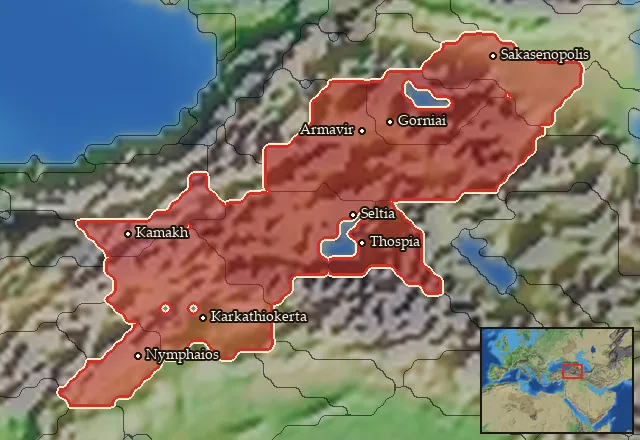 Sakasenopolis
Gorniai
Armavir
Seltia
Kamakh
Thospia
Karkathiokerta
Nymphaios